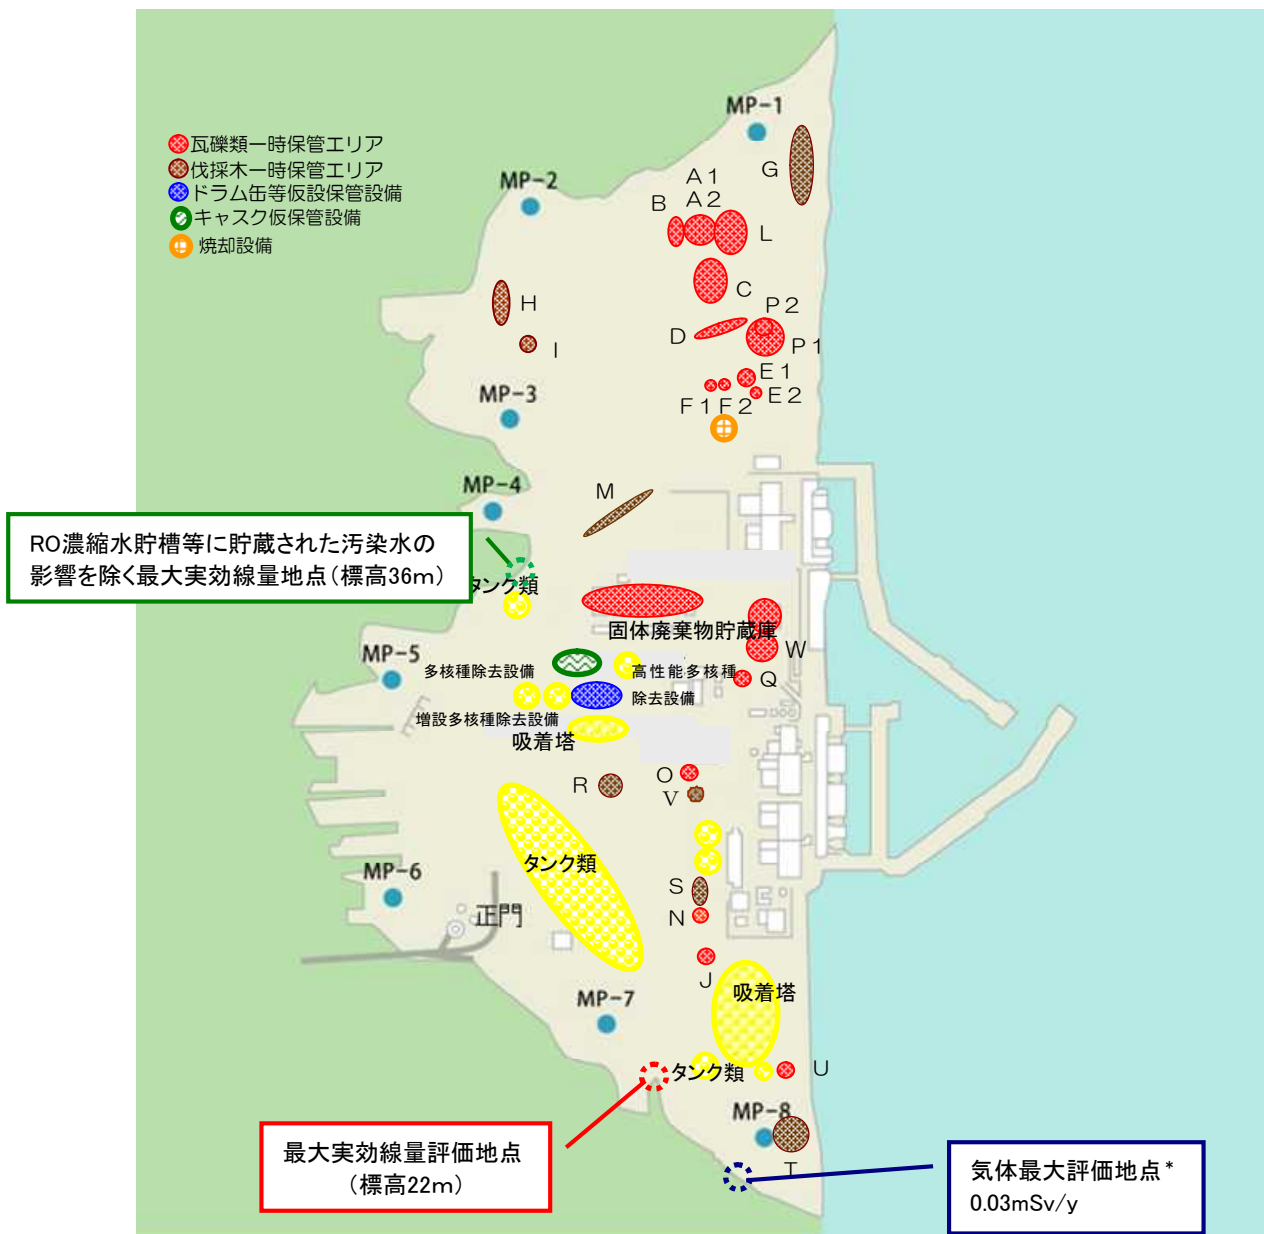 MP-1
瓦礫類一時保管エリア
伐採木一時保管エリア
ドラム缶等仮設保管設備
キャスク仮保管設備
焼却設備
G
A1
A2
MP-2
B
L
C
H
P2
D
P1
I
E1
E2
MP-3
F1 F2
MP-4
M
RO濃縮水貯槽等に貯蔵された汚染水の
影響を除く最大実効線量地点(標高36m)
タンク類
固体廃棄物貯蔵庫
W
MP-5
多核種除去設備
高性能多核種
除去設備
Q
増設多核種除去設備
吸着塔
O
R
V
タンク類
MP-6
S
正門
N
J
吸着塔
MP-7
U
タンク類
MP-8
最大実効線量評価地点
(標高22m)
T
気体最大評価地点*
0.03mSv/y